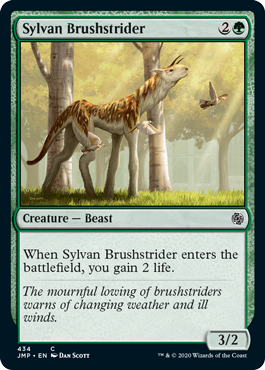 Sylvan Brushstrider 2
Creature — Beast
When Sylvan Brushstrider enters the
battlefield, you gain 2 life.
The mournful lowing of brushstriders
warns of changing weather and ill
winds.
3/2
434 C
JMP • EN Dan Scott
™ & © 2020 Wizards of the Coast